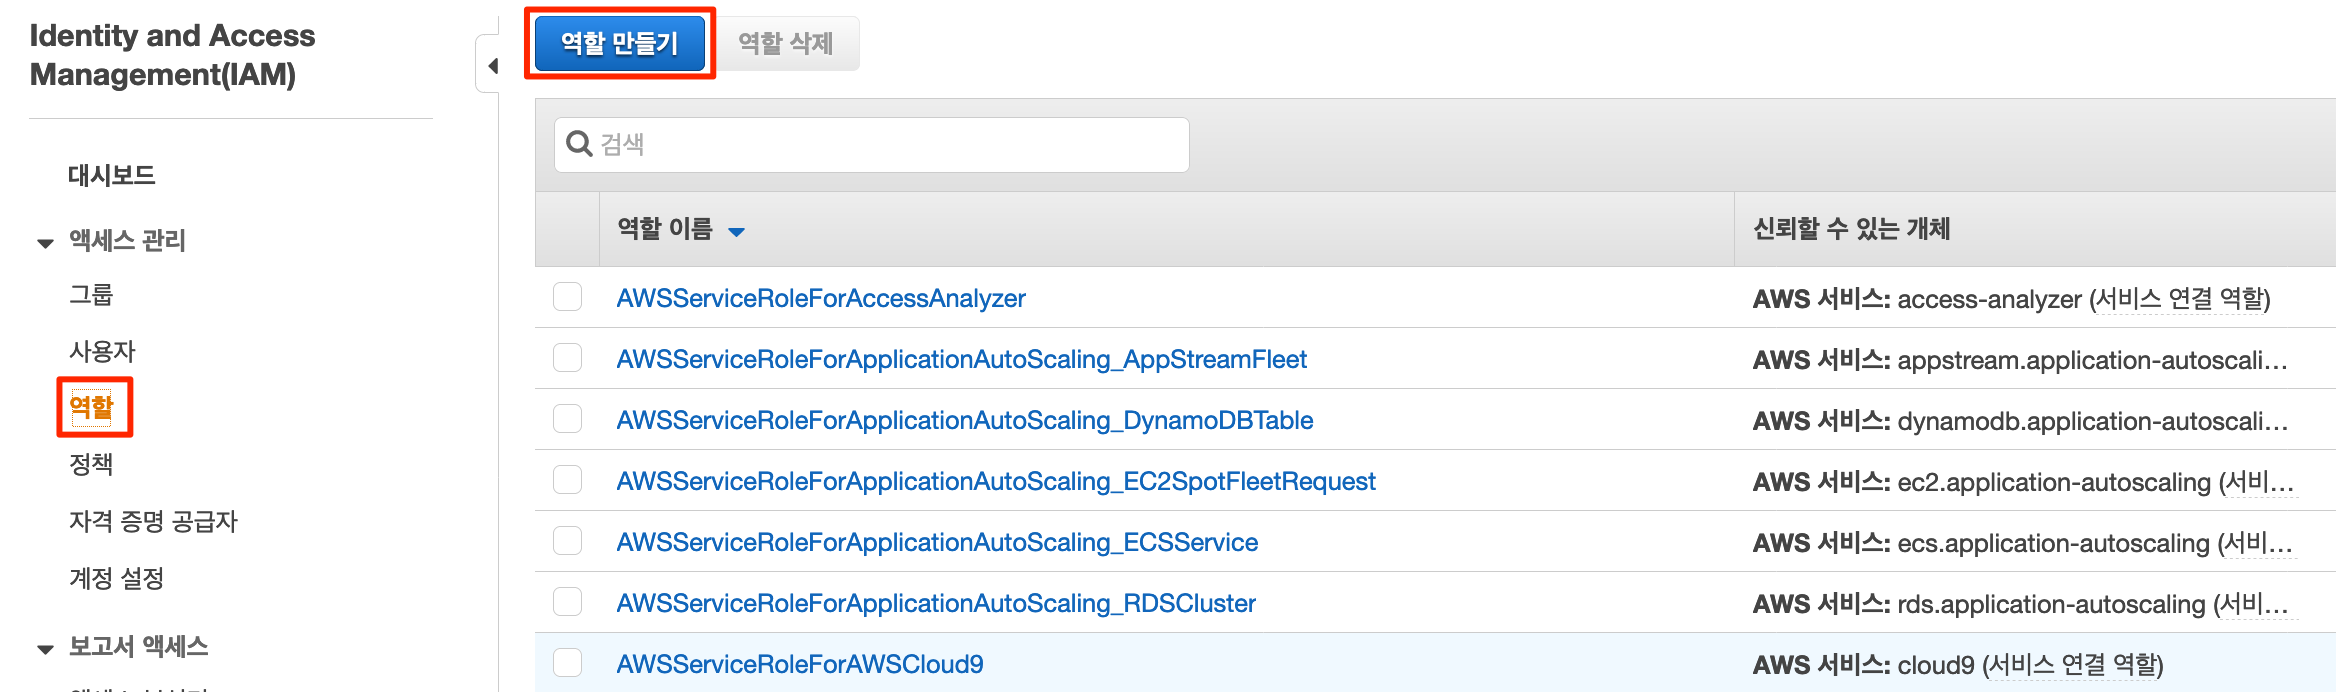 Identity and Access
Management(IAM)
대시보드
액세스 관리
그룹
사용자
역할
정책
자격 증명 공급자
계정 설정
보고서 액세스
역할 만들기
역할 삭제
검색
역할 이름
신뢰할 수 있는 개체
AWSServiceRoleForAccessAnalyzer
AWS 서비스: access-analyzer (서비스 연결 역할)
AWSServiceRoleForApplicationAutoScaling_AppStreamFleet
AWS 서비스: appstream.application-autoscali…
AWSServiceRoleForApplicationAutoScaling_DynamoDBTable
AWS 서비스: dynamodb.application-autoscali…
AWSServiceRoleForApplicationAutoScaling_EC2SpotFleetRequest
AWS 서비스: ec2.application-autoscaling (서비…
AWSServiceRoleForApplicationAutoScaling_ECSService
AWS 서비스: ecs.application-autoscaling (서비…
AWSServiceRoleForApplicationAutoScaling_RDSCluster
AWS 서비스: rds.application-autoscaling (서비…
AWSServiceRoleForAWSCloud9
AWS 서비스: cloud9 (서비스 연결 역할)